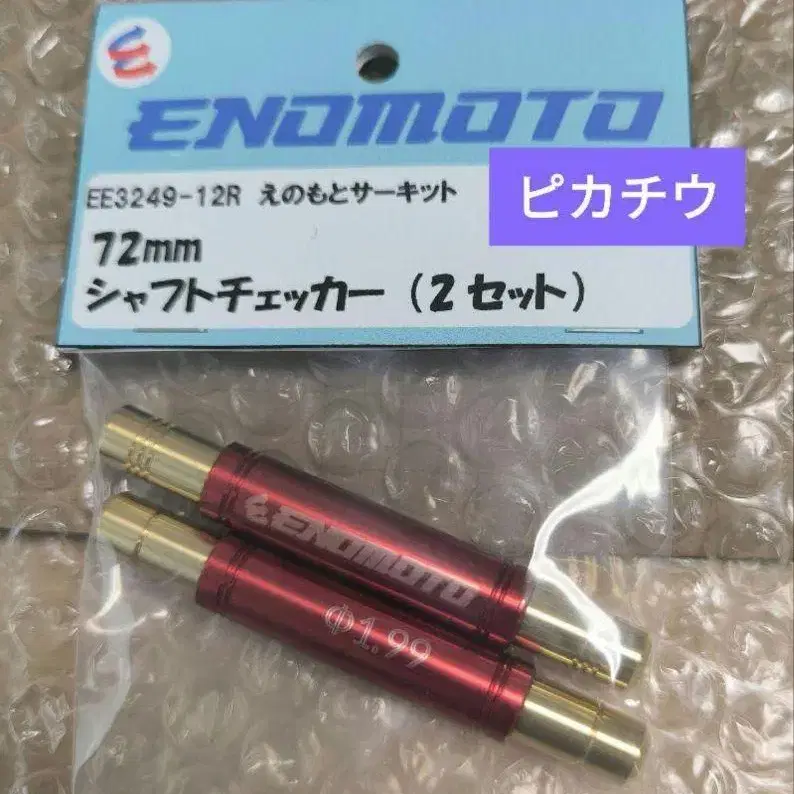 ENOMOTO
EE3249-12R えのもとサーキット
ピカチウ
72mm
シャフトチェッカー（2セット）
ENOMOTO
Φ1.99